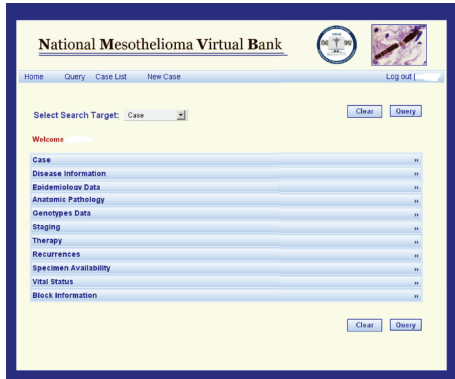 National Mesothelioma Virtual Bank
Home Query Case List New Case Log out |
Select Search Target: Case Clear Query
Welcome
Case »
Disease Information »
Epidemiology Data »
Anatomic Pathology »
Genotypes Data »
Staging »
Therapy »
Recurrences »
Specimen Availability »
Vital Status »
Block Information »
Clear Query